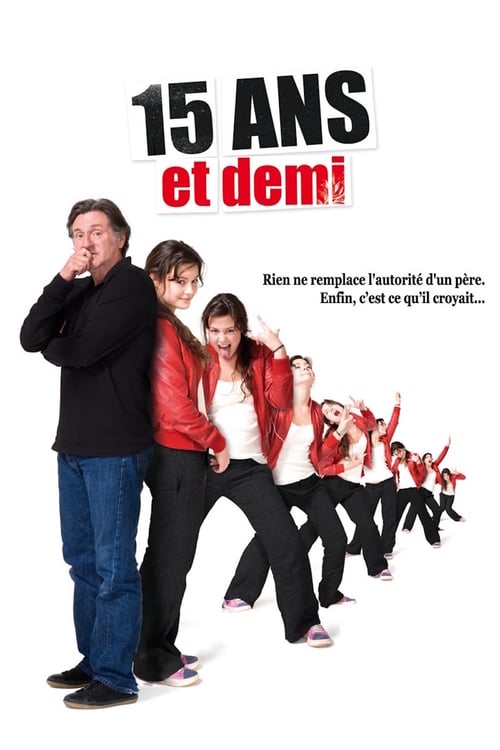 15 ANS
et demi
Rien ne remplace l'autorité d'un père.
Enfin, c'est ce qu'il croyait...